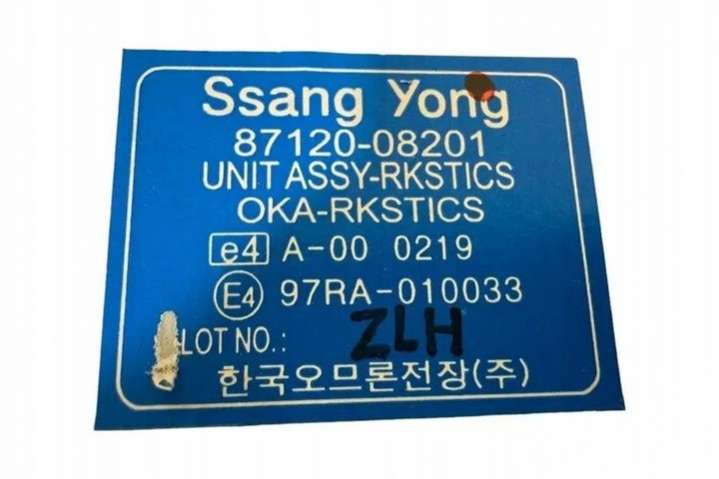 Ssang Yong
87120-08201
UNIT ASSY-RKSTICS
OKA-RKSTICS
e4 A-00 0219
E4 97RA-010033
LOT NO.: ZLH
한국오므론전장(주)